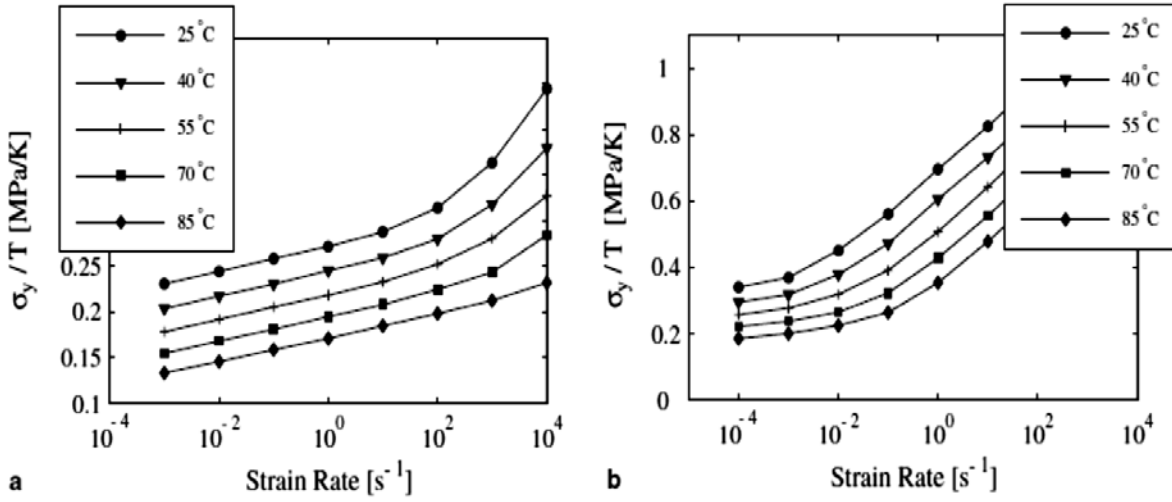 25°C
40°C
55°C
70°C
85°C
σ_y / T [MPa/K]
0.25
0.2
0.15
0.1
10^-4
10^-2
10^0
10^2
10^4
Strain Rate [s^-1]
a
25°C
40°C
55°C
70°C
85°C
σ_y / T [MPa/K]
1
0.8
0.6
0.4
0.2
0
10^-4
10^-2
10^0
10^2
10^4
Strain Rate [s^-1]
b